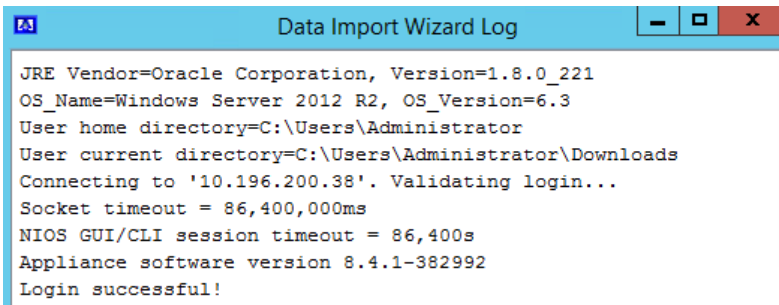 Data Import Wizard Log
JRE Vendor=Oracle Corporation, Version=1.8.0_221
OS_Name=Windows Server 2012 R2, OS_Version=6.3
User home directory=C:\Users\Administrator
User current directory=C:\Users\Administrator\Downloads
Connecting to '10.196.200.38'. Validating login...
Socket timeout = 86,400,000ms
NIOS GUI/CLI session timeout = 86,400s
Appliance software version 8.4.1-382992
Login successful!